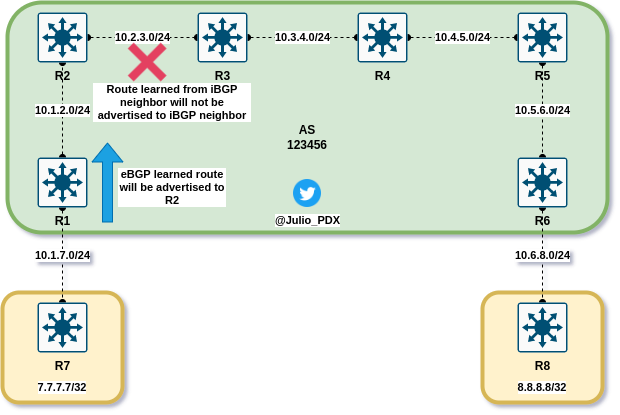 10.2.3.0/24
10.3.4.0/24
10.4.5.0/24
R2
R3
R4
R5
Route learned from iBGP
neighbor will not be
advertised to iBGP neighbor
10.1.2.0/24
10.5.6.0/24
AS
123456
eBGP learned route
will be advertised to
R2
@Julio_PDX
R1
R6
10.1.7.0/24
10.6.8.0/24
R7
R8
7.7.7.7/32
8.8.8.8/32